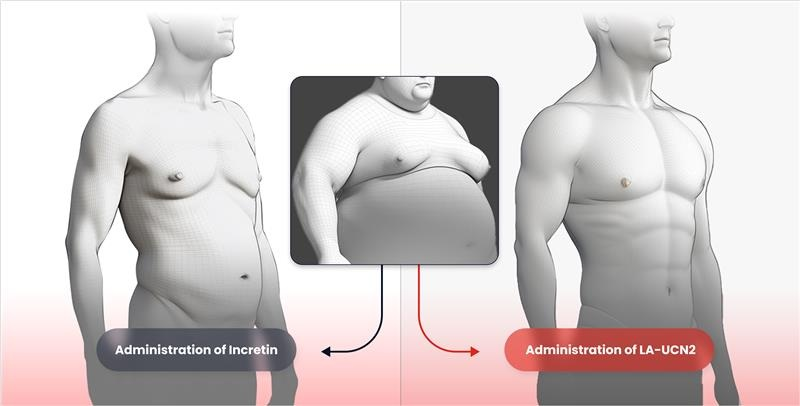 Administration of Incretin
Administration of LA-UCN2